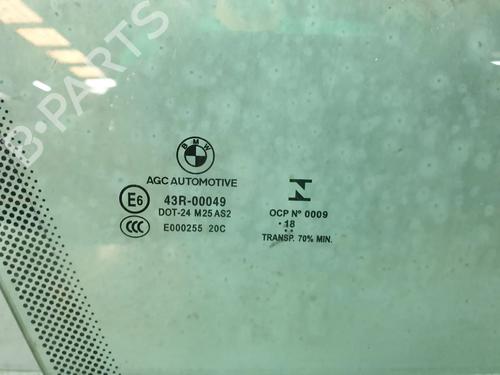 BMW
AGC AUTOMOTIVE
E6 43R-00049
DOT-24 M25 AS2
CCC E000255 20C
N
OCP Nº 0009
18
TRANSP. 70% MIN.
B-PARTS